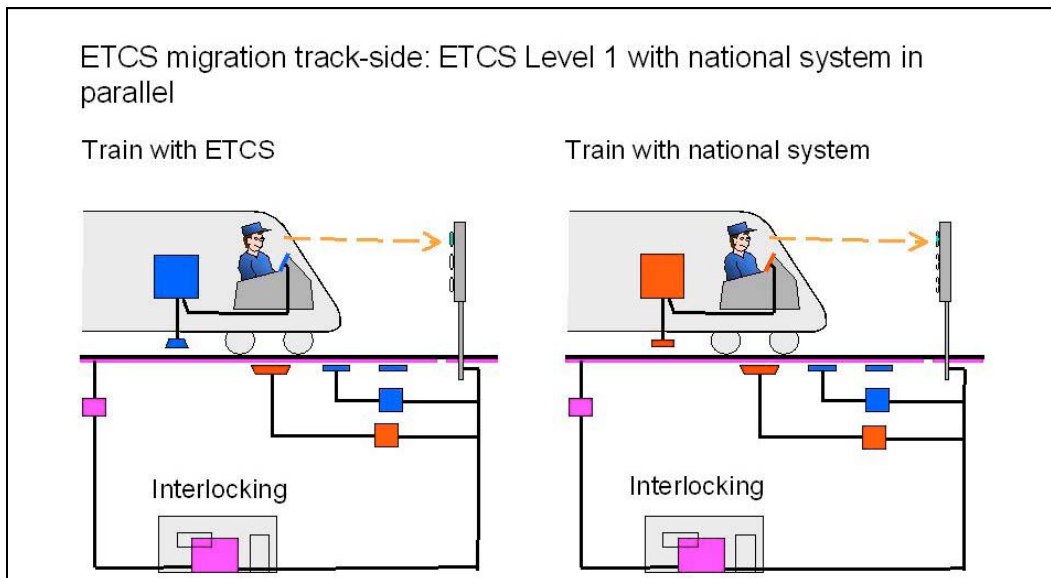 ETCS migration track-side: ETCS Level 1 with national system in
parallel
Train with ETCS
Train with national system
Interlocking
Interlocking